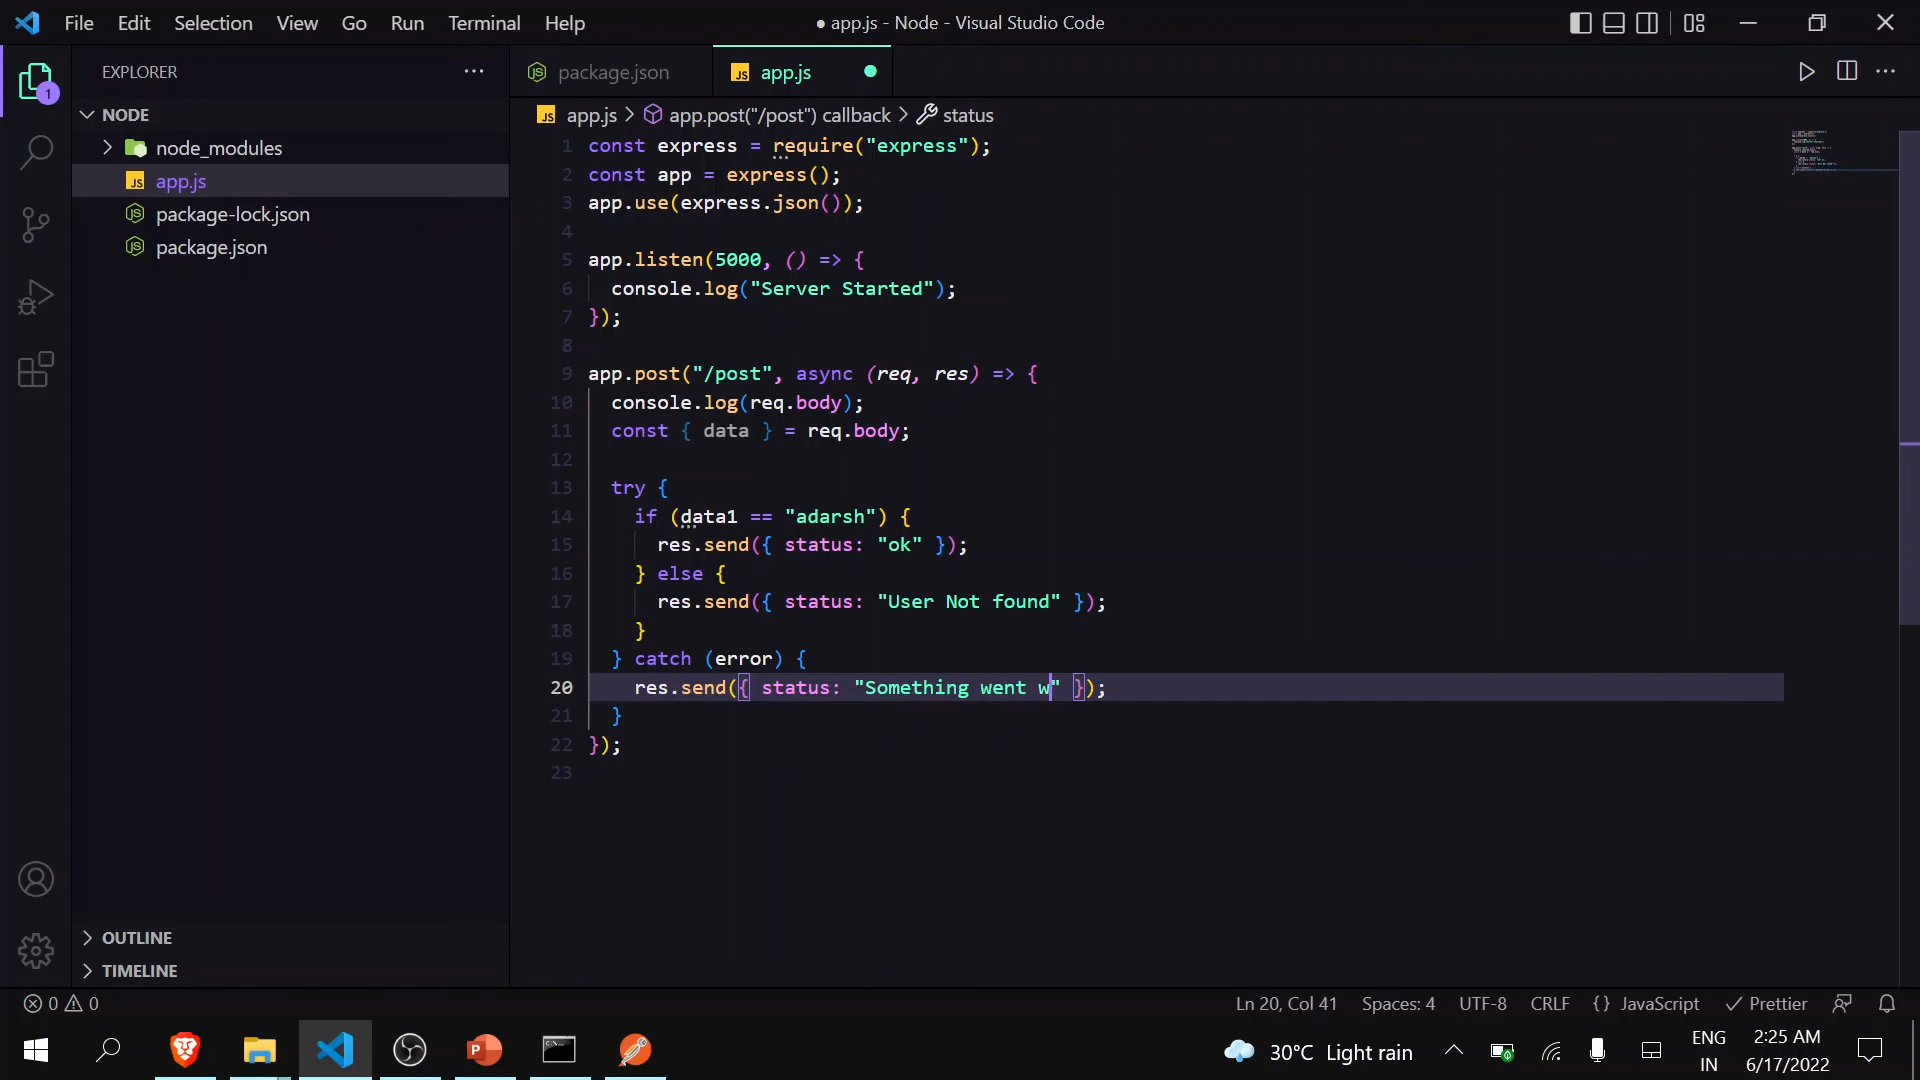 File Edit Selection View Go Run Terminal Help
● app.js - Node - Visual Studio Code
EXPLORER
1
NODE
node_modules
app.js
package-lock.json
package.json
OUTLINE
TIMELINE
package.json
app.js
app.js > app.post("/post") callback > status
1 const express = require("express");
2 const app = express();
3 app.use(express.json());
4
5 app.listen(5000, () => {
6 console.log("Server Started");
7 });
8
9 app.post("/post", async (req, res) => {
10 console.log(req.body);
11 const { data } = req.body;
12
13 try {
14 if (data1 == "adarsh") {
15 res.send({ status: "ok" });
16 } else {
17 res.send({ status: "User Not found" });
18 }
19 } catch (error) {
20 res.send({ status: "Something went w" });
21 }
22 });
23
0 0
Ln 20, Col 41 Spaces: 4 UTF-8 CRLF {} JavaScript Prettier
30°C Light rain
ENG
IN
2:25 AM
6/17/2022